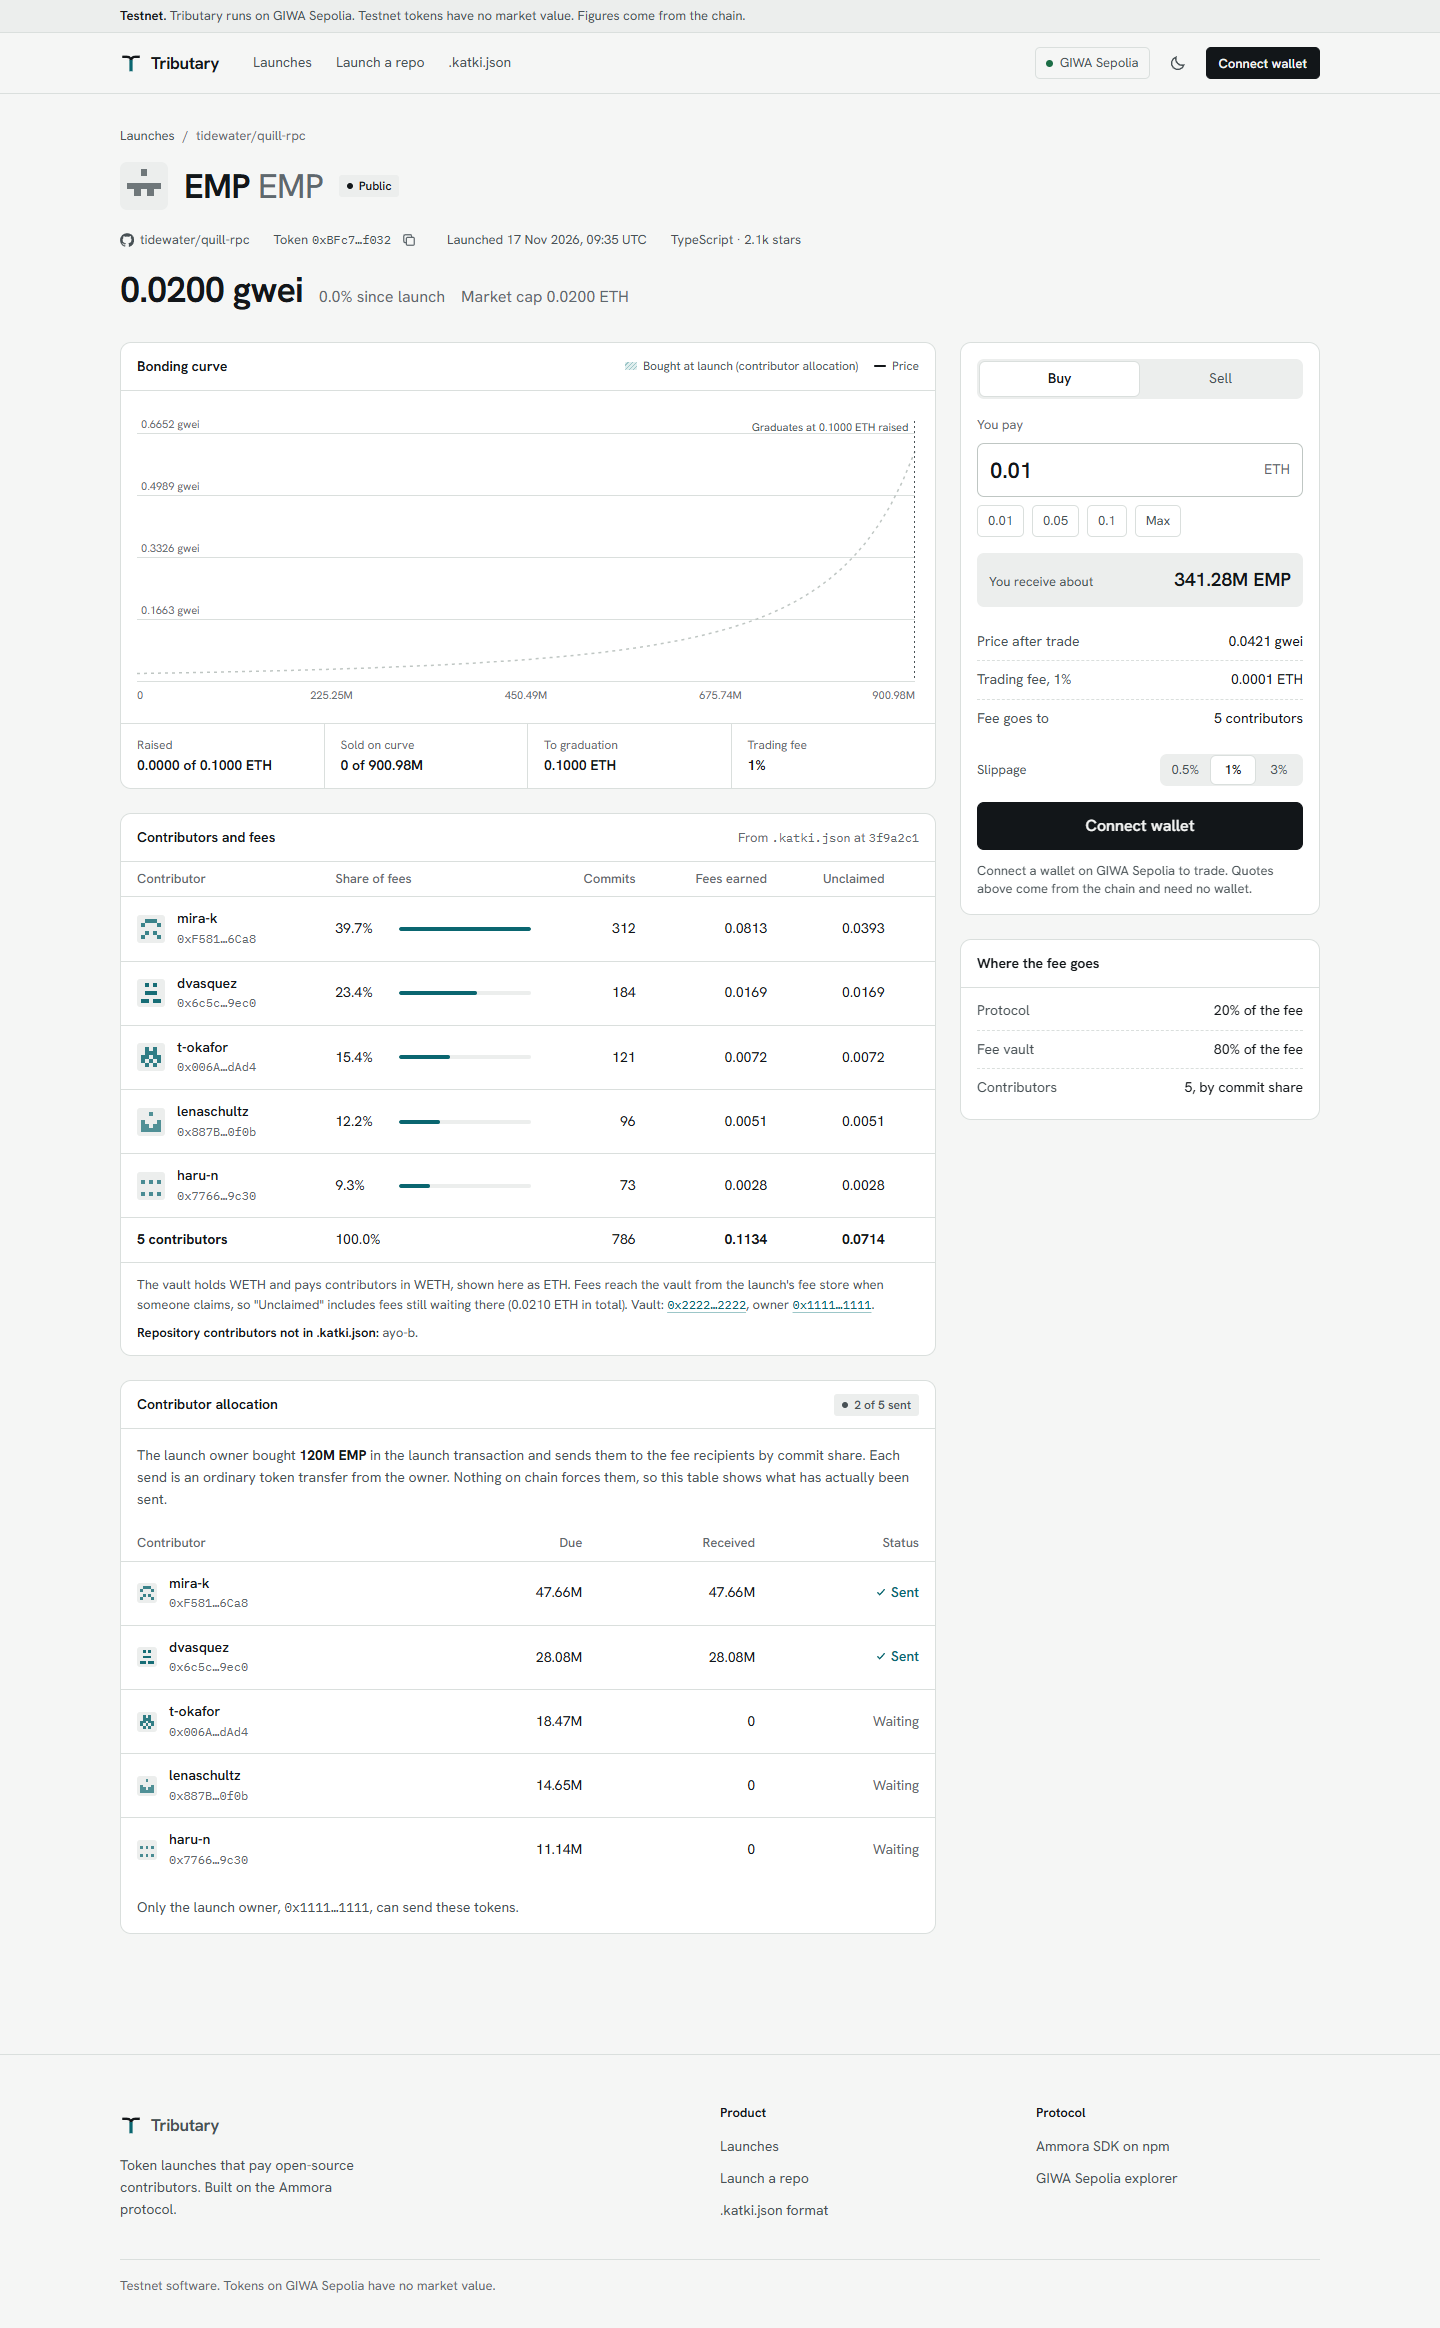 Testnet. Tributary runs on GIWA Sepolia. Testnet tokens have no market value. Figures come from the chain.
Tributary
Launches
Launch a repo
.katki.json
GIWA Sepolia
Connect wallet
Launches / tidewater/quill-rpc
EMP EMP
Public
tidewater/quill-rpc
Token 0xBFc7…f032
Launched 17 Nov 2026, 09:35 UTC
TypeScript · 2.1k stars
0.0200 gwei 0.0% since launch Market cap 0.0200 ETH
Bonding curve
Bought at launch (contributor allocation)
Price
0.6652 gwei
Graduates at 0.1000 ETH raised
0.4989 gwei
0.3326 gwei
0.1663 gwei
0 225.25M 450.49M 675.74M 900.98M
Raised
0.0000 of 0.1000 ETH
Sold on curve
0 of 900.98M
To graduation
0.1000 ETH
Trading fee
1%
Buy
Sell
You pay
0.01 ETH
0.01 0.05 0.1 Max
You receive about 341.28M EMP
Price after trade 0.0421 gwei
Trading fee, 1% 0.0001 ETH
Fee goes to 5 contributors
Slippage 0.5% 1% 3%
Connect wallet
Connect a wallet on GIWA Sepolia to trade. Quotes
above come from the chain and need no wallet.
Where the fee goes
Protocol 20% of the fee
Fee vault 80% of the fee
Contributors 5, by commit share
Contributors and fees
From .katki.json at 3f9a2c1
Contributor Share of fees Commits Fees earned Unclaimed
mira-k
0xF581…6Ca8
39.7% 312 0.0813 0.0393
dvasquez
0x6c5c…9ec0
23.4% 184 0.0169 0.0169
t-okafor
0x006A…dAd4
15.4% 121 0.0072 0.0072
lenaschultz
0x887B…0f0b
12.2% 96 0.0051 0.0051
haru-n
0x7766…9c30
9.3% 73 0.0028 0.0028
5 contributors 100.0% 786 0.1134 0.0714
The vault holds WETH and pays contributors in WETH, shown here as ETH. Fees reach the vault from the launch's fee store when
someone claims, so "Unclaimed" includes fees still waiting there (0.0210 ETH in total). Vault: 0x2222…2222, owner 0x1111…1111.
Repository contributors not in .katki.json: ayo-b.
Contributor allocation
2 of 5 sent
The launch owner bought 120M EMP in the launch transaction and sends them to the fee recipients by commit share. Each
send is an ordinary token transfer from the owner. Nothing on chain forces them, so this table shows what has actually been
sent.
Contributor Due Received Status
mira-k
0xF581…6Ca8
47.66M 47.66M ✓ Sent
dvasquez
0x6c5c…9ec0
28.08M 28.08M ✓ Sent
t-okafor
0x006A…dAd4
18.47M 0 Waiting
lenaschultz
0x887B…0f0b
14.65M 0 Waiting
haru-n
0x7766…9c30
11.14M 0 Waiting
Only the launch owner, 0x1111…1111, can send these tokens.
Tributary
Token launches that pay open-source
contributors. Built on the Ammora
protocol.
Product
Launches
Launch a repo
.katki.json format
Protocol
Ammora SDK on npm
GIWA Sepolia explorer
Testnet software. Tokens on GIWA Sepolia have no market value.